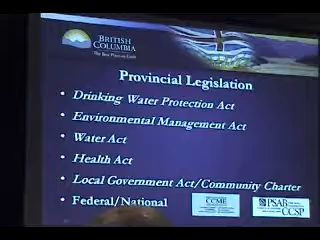 BRITISH
COLUMBIA
The Best Place on Earth
Provincial Legislation
• Drinking Water Protection Act
• Environmental Management Act
• Water Act
• Health Act
• Local Government Act/Community Charter
• Federal/National
CCME
PSAB
CCSP